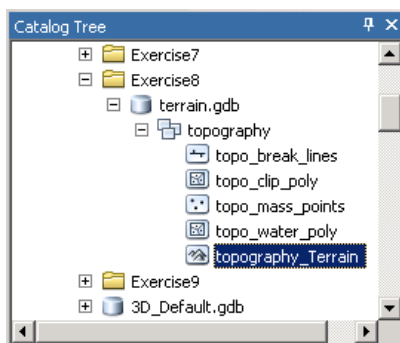 Catalog Tree
Exercise7
Exercise8
terrain.gdb
topography
topo_break_lines
topo_clip_poly
topo_mass_points
topo_water_poly
topography_Terrain
Exercise9
3D_Default.gdb